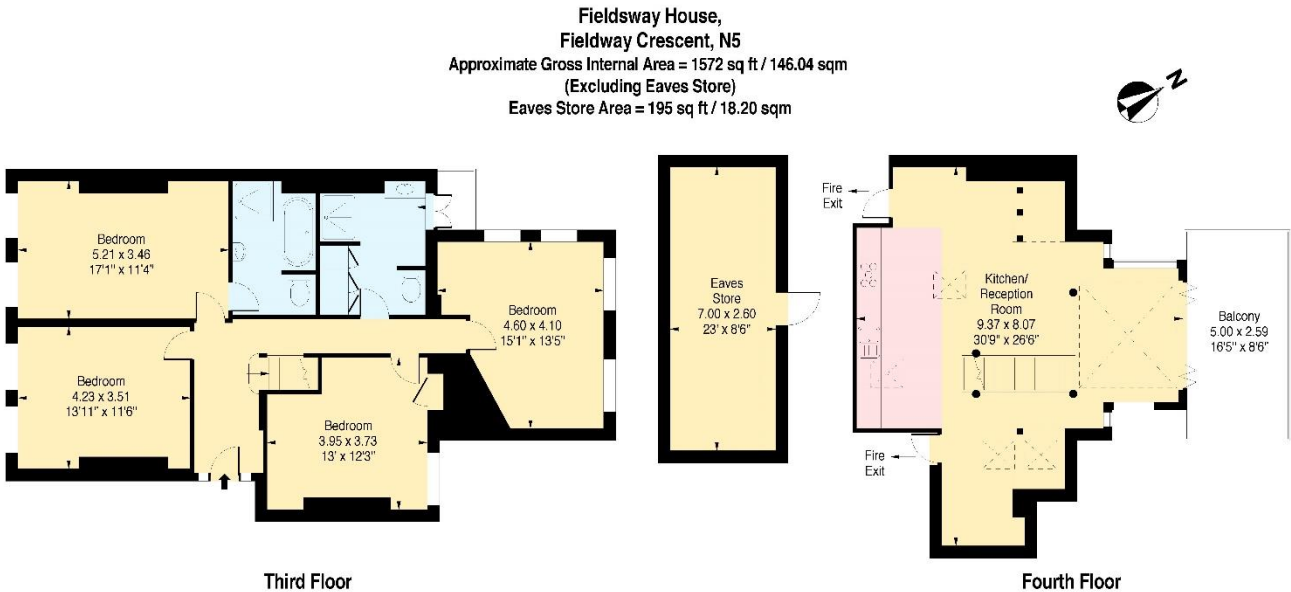 Fieldsway House,
Fieldway Crescent, N5
Approximate Gross Internal Area = 1572 sq ft / 146.04 sqm
(Excluding Eaves Store)
Eaves Store Area = 195 sq ft / 18.20 sqm
N
Bedroom
5.21 x 3.46
17'1" x 11'4"
Bedroom
4.23 x 3.51
13'11" x 11'6"
Bedroom
3.95 x 3.73
13' x 12'3"
Bedroom
4.60 x 4.10
15'1" x 13'5"
Eaves
Store
7.00 x 2.60
23' x 8'6"
Fire
Exit
Kitchen/
Reception
Room
9.37 x 8.07
30'9" x 26'6"
Balcony
5.00 x 2.59
16'5" x 8'6"
Fire
Exit
Third Floor
Fourth Floor